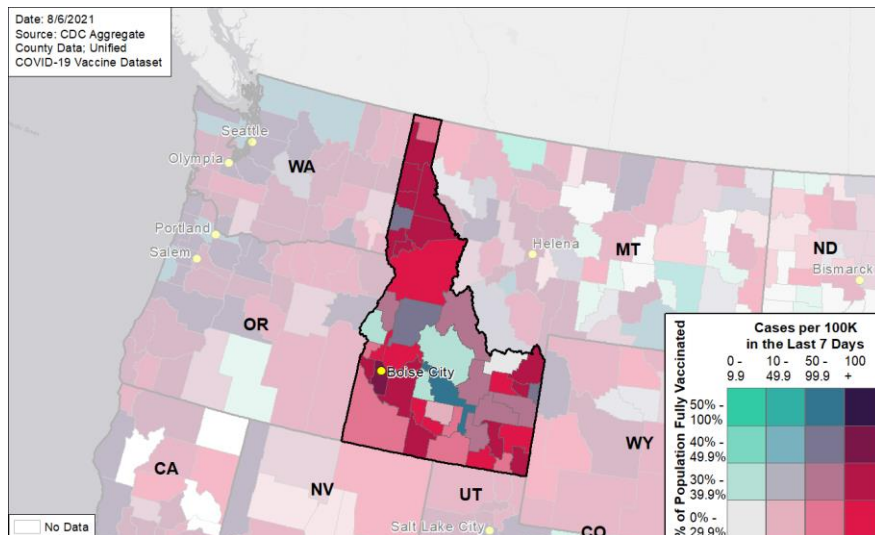 Date: 8/6/2021
Source: CDC Aggregate
County Data; Unified
COVID-19 Vaccine Dataset
Seattle
Olympia
WA
Portland
Salem
Helena
MT
ND
Bismarck
OR
Boise City
WY
CA
NV
UT
Salt Lake City
CO
No Data
Cases per 100K
in the Last 7 Days
0 -
9.9
10 -
49.9
50 -
99.9
100
+
% of Population Fully Vaccinated
50% -
100%
40% -
49.9%
30% -
39.9%
0% -
29.9%